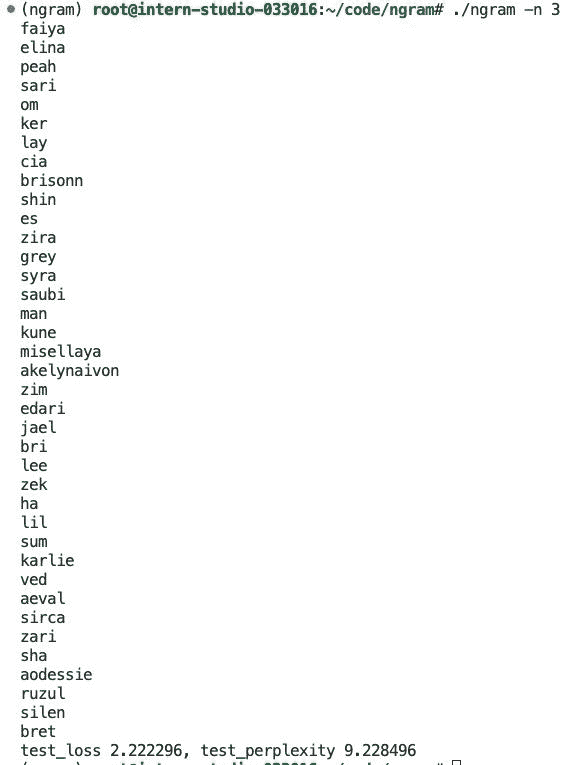 (ngram) root@intern-studio-033016:~/code/ngram# ./ngram -n 3
faiya
elina
peah
sari
om
ker
lay
cia
brisonn
shin
es
zira
grey
syra
saubi
man
kune
misellaya
akelynaivon
zim
edari
jael
bri
lee
zek
ha
lil
sum
karlie
ved
aeval
sirca
zari
sha
aodessie
ruzul
silen
bret
test_loss 2.222296, test_perplexity 9.228496